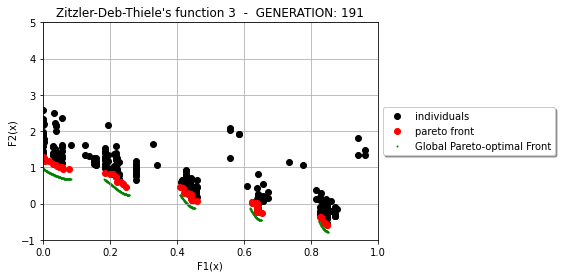 Zitzler-Deb-Thiele's function 3 - GENERATION: 191
5
4
3
2
1
0
−1
F2(x)
0.0 0.2 0.4 0.6 0.8 1.0
F1(x)
individuals
pareto front
Global Pareto-optimal Front